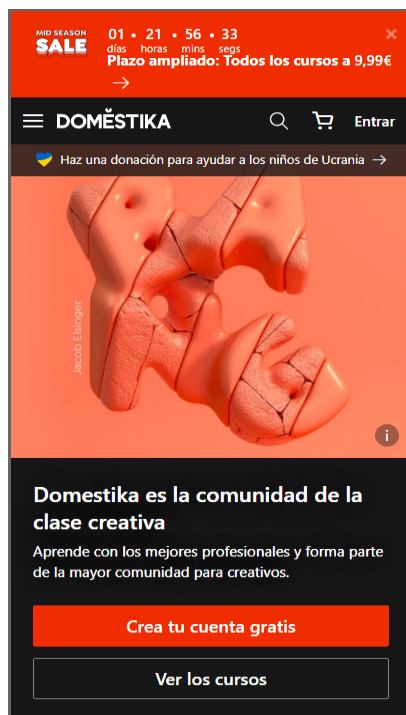 MID SEASON
SALE
01 • 21 • 56 • 33
días horas mins segs
Plazo ampliado: Todos los cursos a 9,99€
DOMESTIKA
Entrar
Haz una donación para ayudar a los niños de Ucrania
Jacob Eisinger
Domestika es la comunidad de la
clase creativa
Aprende con los mejores profesionales y forma parte
de la mayor comunidad para creativos.
Crea tu cuenta gratis
Ver los cursos